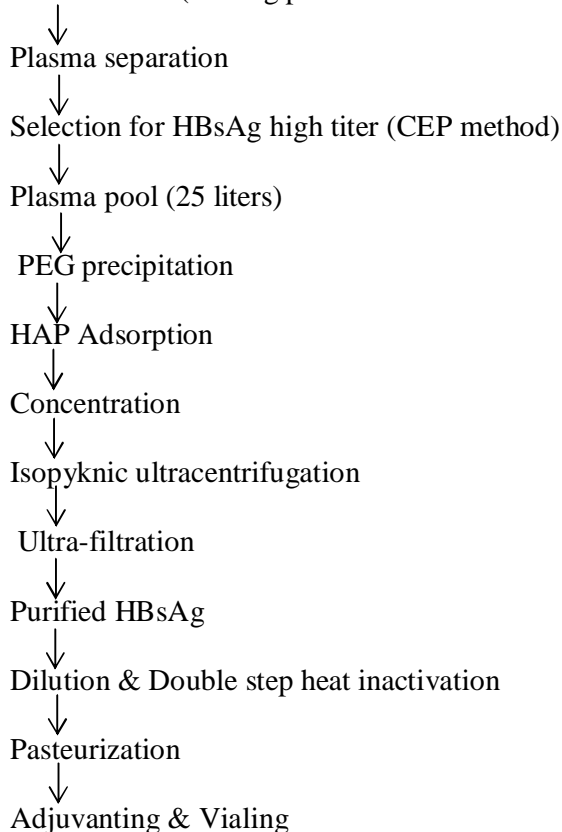 Plasma separation
Selection for HBsAg high titer (CEP method)
Plasma pool (25 liters)
PEG precipitation
HAP Adsorption
Concentration
Isopyknic ultracentrifugation
Ultra-filtration
Purified HBsAg
Dilution & Double step heat inactivation
Pasteurization
Adjuvanting & Vialing